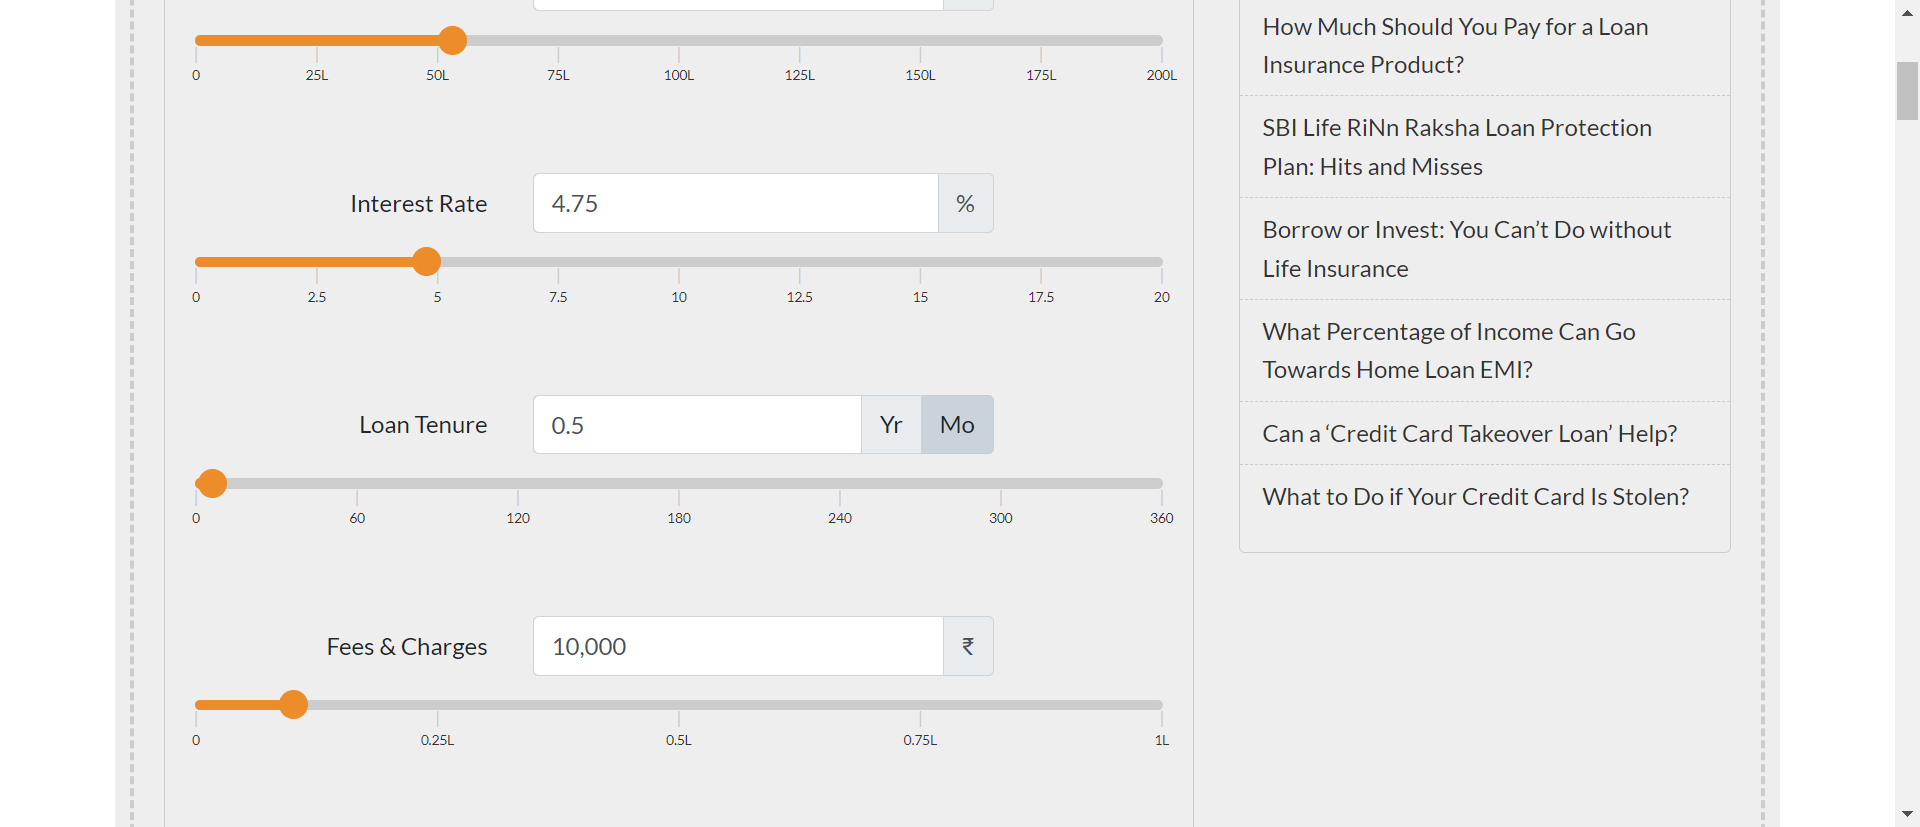 0 25L 50L 75L 100L 125L 150L 175L 200L
Interest Rate 4.75 %
0 2.5 5 7.5 10 12.5 15 17.5 20
Loan Tenure 0.5 Yr Mo
0 60 120 180 240 300 360
Fees & Charges 10,000 ₹
0 0.25L 0.5L 0.75L 1L
How Much Should You Pay for a Loan
Insurance Product?
SBI Life RiNn Raksha Loan Protection
Plan: Hits and Misses
Borrow or Invest: You Can’t Do without
Life Insurance
What Percentage of Income Can Go
Towards Home Loan EMI?
Can a ‘Credit Card Takeover Loan’ Help?
What to Do if Your Credit Card Is Stolen?